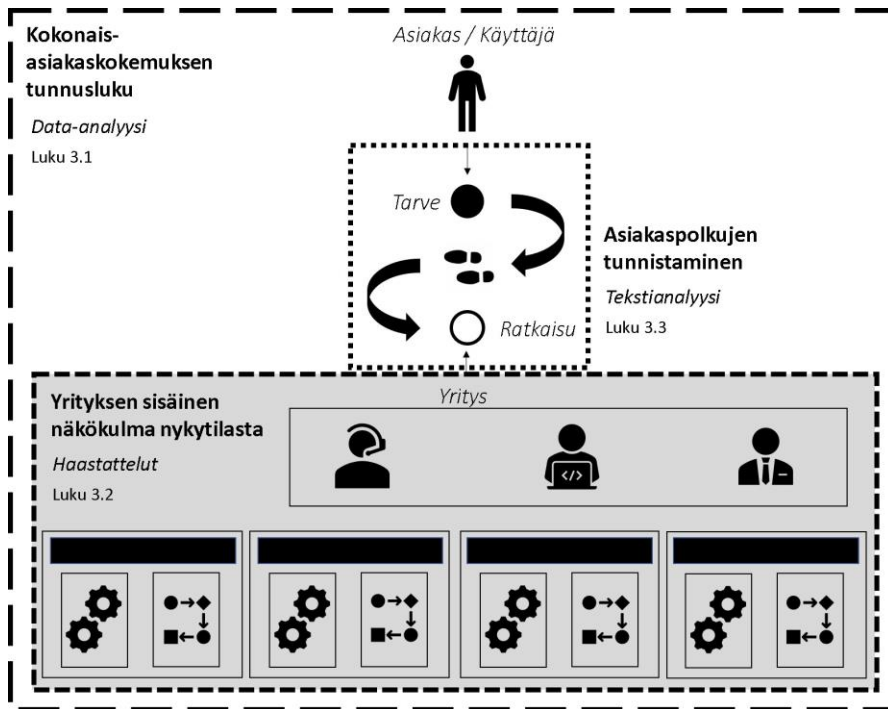 Kokonais-
asiakaskokemuksen
tunnusluku
Data-analyysi
Luku 3.1
Asiakas / Käyttäjä
Tarve
Ratkaisu
Asiakaspolkujen
tunnistaminen
Tekstianalyysi
Luku 3.3
Yrityksen sisäinen
näkökulma nykytilasta
Haastattelut
Luku 3.2
Yritys
</>